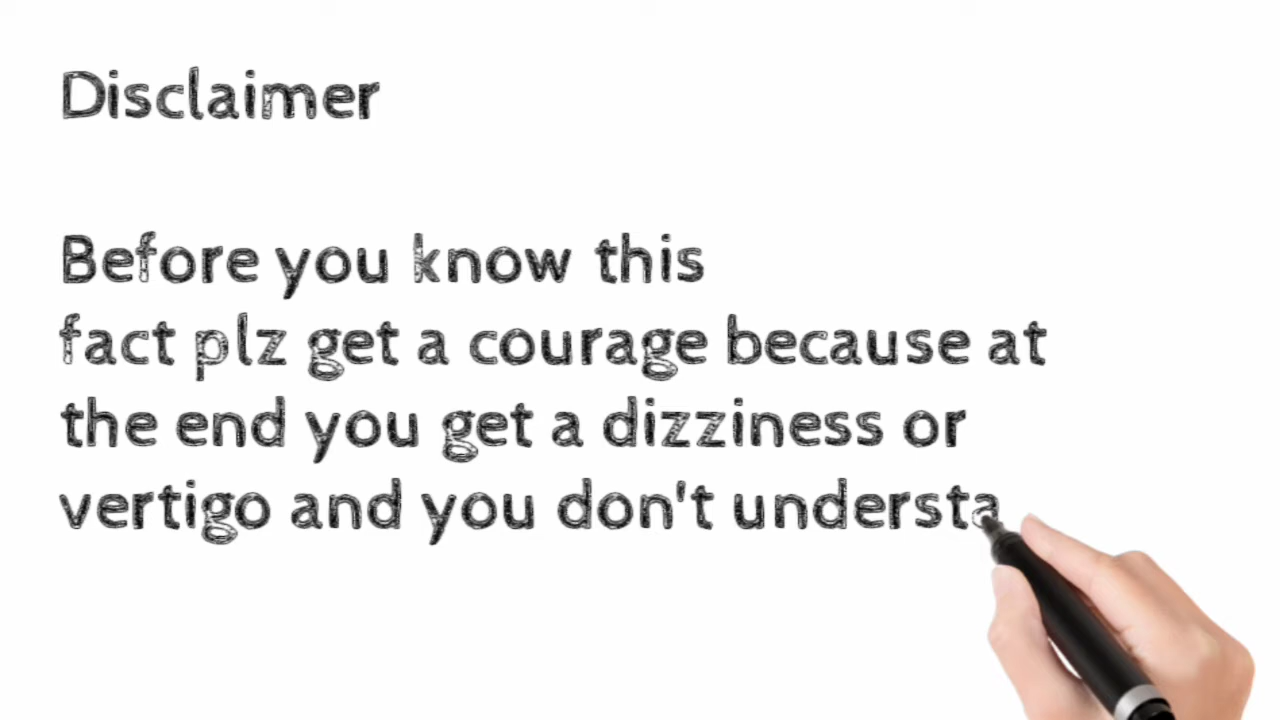 Disclaimer
Before you know this
fact plz get a courage because at
the end you get a dizziness or
vertigo and you don't understa